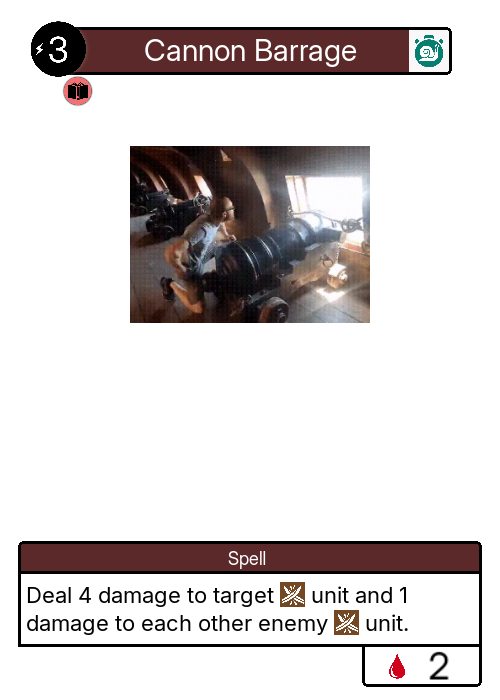 3
Cannon Barrage
Spell
Deal 4 damage to target unit and 1
damage to each other enemy unit.
2